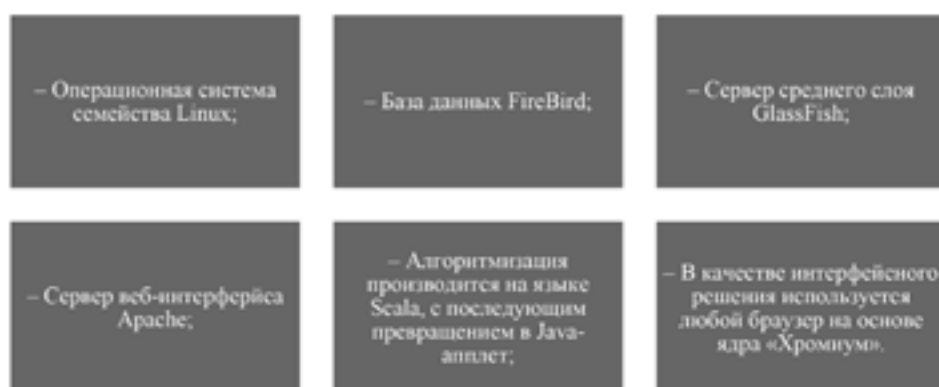 – Операционная система
семейства Linux;
– База данных FireBird;
– Сервер среднего слоя
GlassFish;
– Сервер веб-интерферйса
Apache;
– Алгоритмизация
производится на языке
Scala, с последующим
превращением в Java-
апплет;
– В качестве интерфейсного
решения используется
любой браузер на основе
ядра «Хромиум».